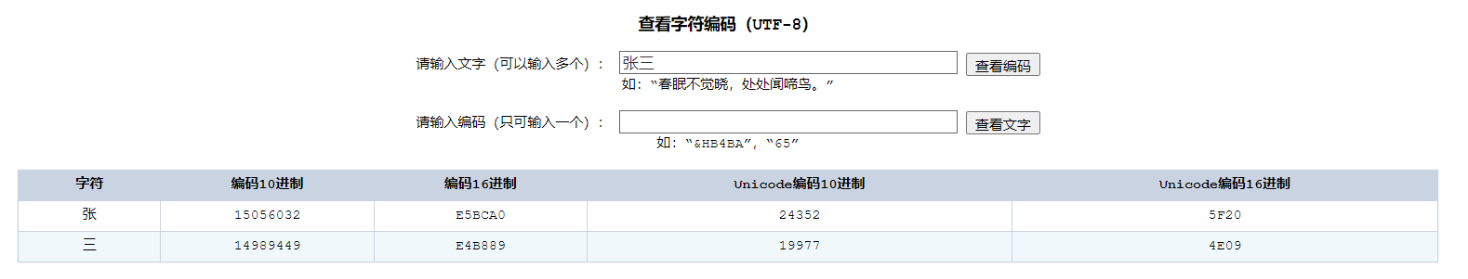 查看字符编码（UTF-8）
请输入文字（可以输入多个）： 张三 查看编码
如：“春眠不觉晓，处处闻啼鸟。”
请输入编码（只可输入一个）： 查看文字
如：“&HB4BA”，“65”
字符 编码10进制 编码16进制 Unicode编码10进制 Unicode编码16进制
张 15056032 E5BCA0 24352 5F20
三 14989449 E4B889 19977 4E09